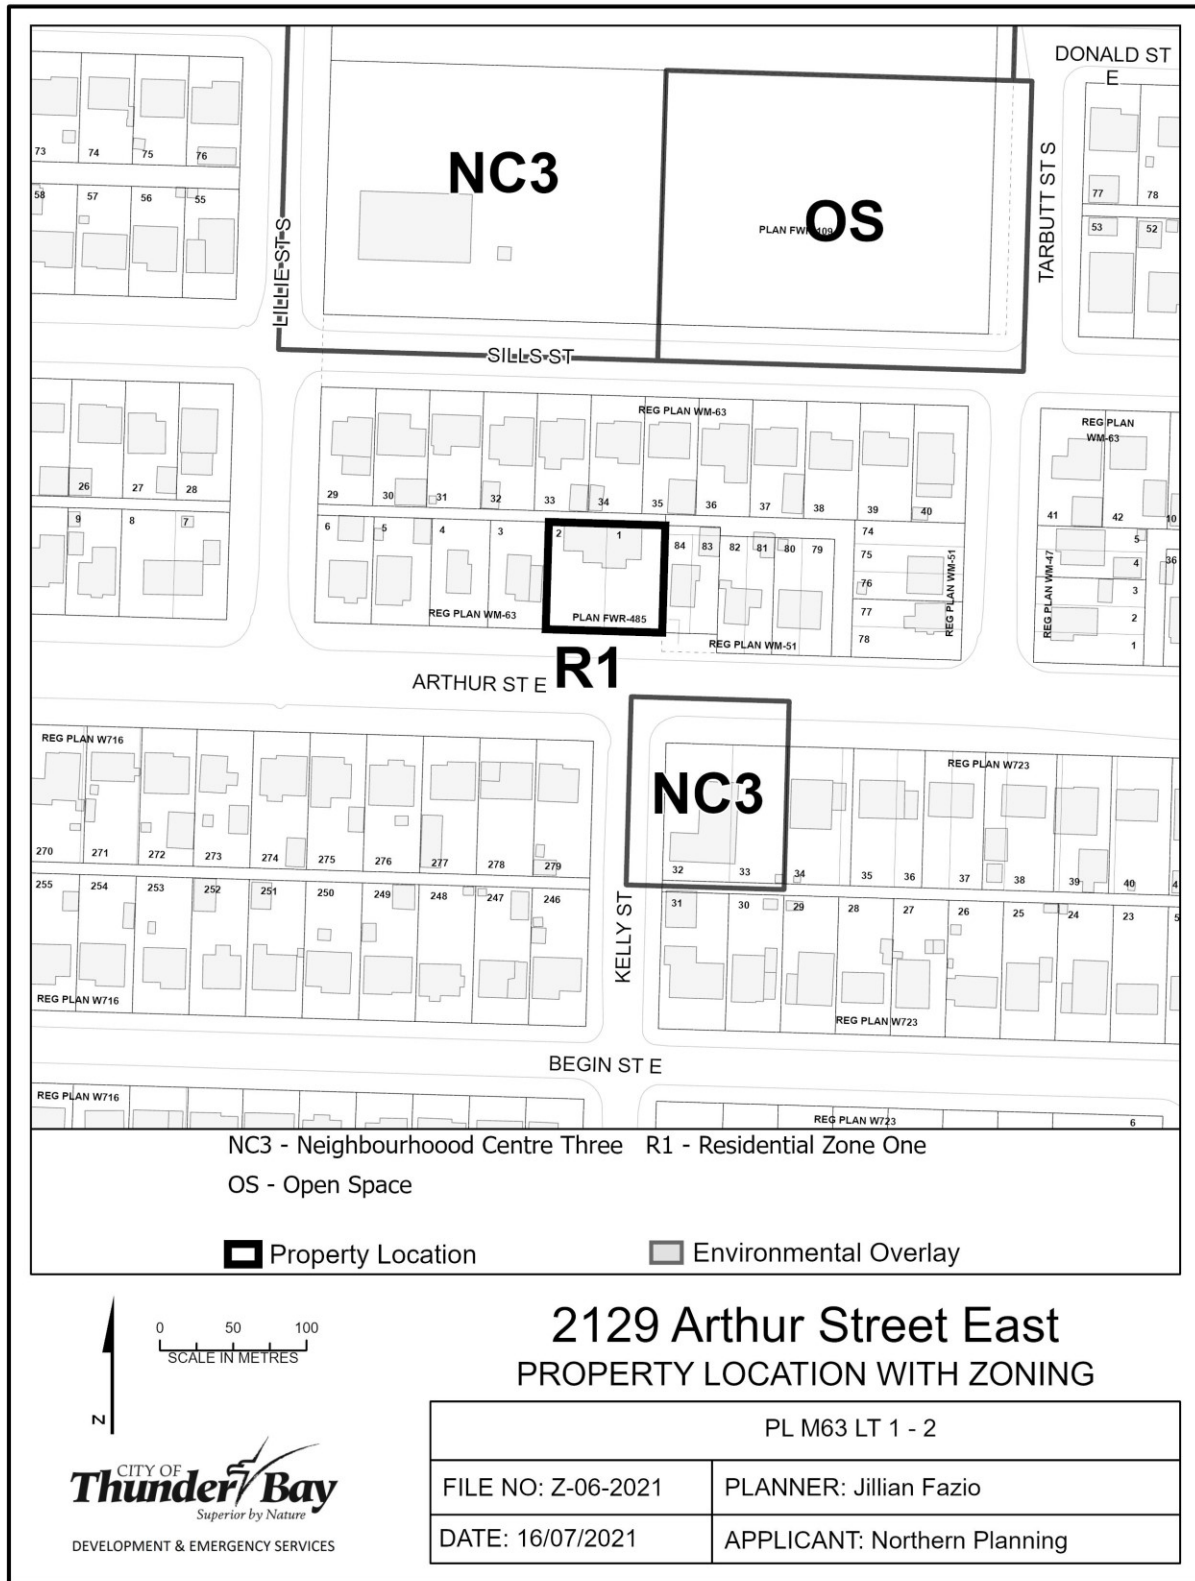 DONALD ST
E
TARBUTT ST S
LILLIE ST S
NC3
OS
PLAN FWR-109
73 74 75 76
58 57 56 55
77 78
53 52
SILLS ST
REG PLAN WM-63
REG PLAN
WM-63
26 27 28
29 30 31 32 33 34 35 36 37 38 39 40
41 42 10
9 8 7
6 5 4 3 2 1
84 83 82 81 80 79
74
75
76
77
78
5
4
3
2
1
36
REG PLAN WM-51
REG PLAN WM-47
REG PLAN WM-63
PLAN FWR-485
REG PLAN WM-51
R1
ARTHUR ST E
REG PLAN W716
REG PLAN W723
NC3
270 271 272 273 274 275 276 277 278 279
32 33 34 35 36 37 38 39 40 4
255 254 253 252 251 250 249 248 247 246
31 30 29 28 27 26 25 24 23 5
KELLY ST
REG PLAN W716
REG PLAN W723
BEGIN ST E
REG PLAN W716
REG PLAN W723
6
NC3 - Neighbourhoood Centre Three R1 - Residential Zone One
OS - Open Space
Property Location
Environmental Overlay
0 50 100
SCALE IN METRES
N
2129 Arthur Street East
PROPERTY LOCATION WITH ZONING
PL M63 LT 1 - 2
FILE NO: Z-06-2021
PLANNER: Jillian Fazio
DATE: 16/07/2021
APPLICANT: Northern Planning
CITY OF
Thunder Bay
Superior by Nature
DEVELOPMENT & EMERGENCY SERVICES